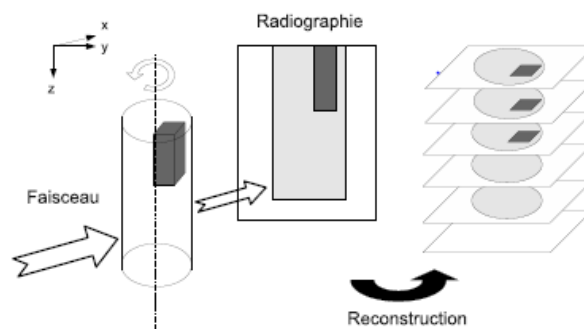 Radiographie
x
y
z
Faisceau
Reconstruction